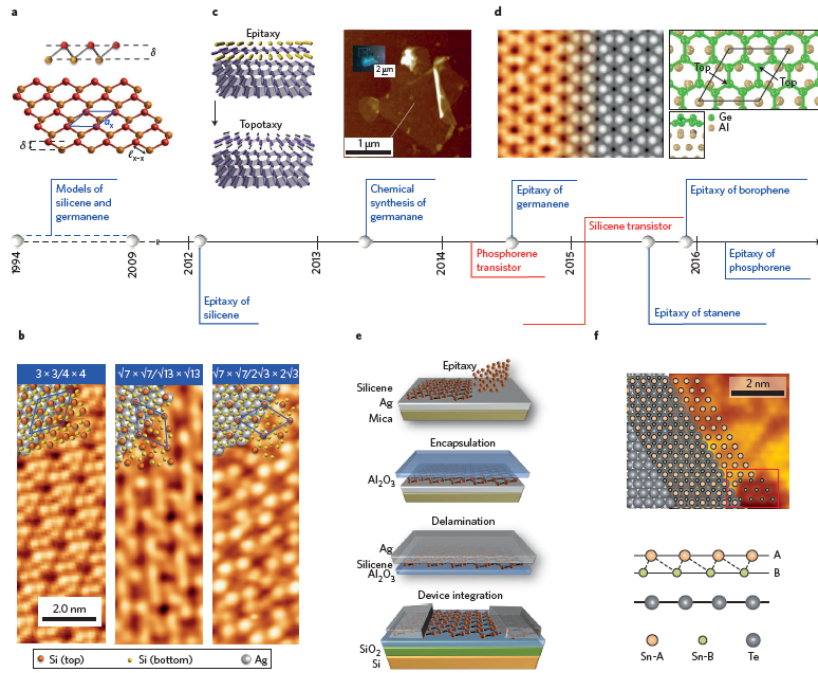 a
δ
aₓ
δ
ℓₓ₋ₓ
c
Epitaxy
Topotaxy
2 μm
1 μm
d
Top
Top
Ge
Al
Models of
silicene and
germanene
Chemical
synthesis of
germanane
Epitaxy of
germanene
Silicene transistor
Epitaxy of borophene
1994
2009
2012
2013
2014
2015
2016
Epitaxy of
silicene
Phosphorene
transistor
Epitaxy of stanene
Epitaxy of
phosphorene
b
3 × 3/4 × 4
√7 × √7/√13 × √13
√7 × √7/2√3 × 2√3
2.0 nm
Si (top)
Si (bottom)
Ag
e
Epitaxy
Silicene
Ag
Mica
Encapsulation
Al₂O₃
Delamination
Ag
Silicene
Al₂O₃
Device integration
SiO₂
Si
f
2 nm
A
B
Sn-A
Sn-B
Te